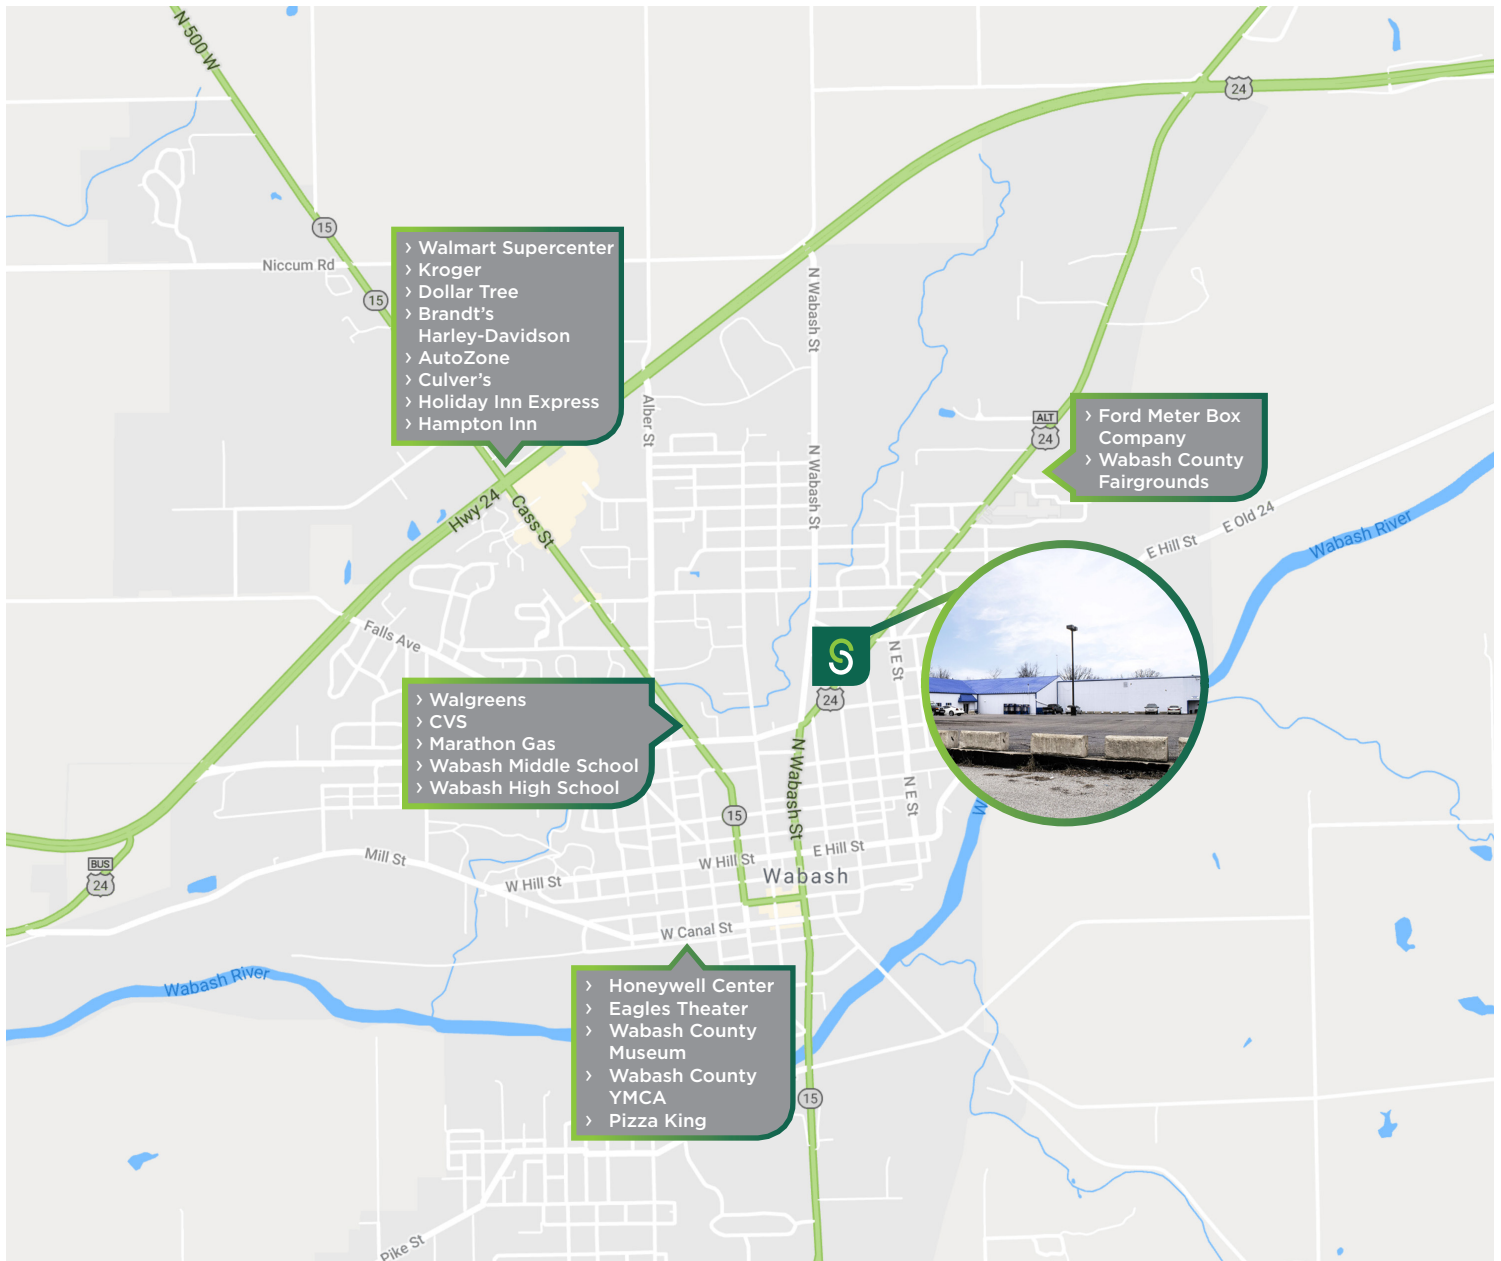 N 500 W
24
15
Niccum Rd
15
› Walmart Supercenter
› Kroger
› Dollar Tree
› Brandt's
Harley-Davidson
› AutoZone
› Culver's
› Holiday Inn Express
› Hampton Inn
N Wabash St
Alber St
N Wabash St
ALT
24
› Ford Meter Box
Company
› Wabash County
Fairgrounds
Hwy 24
Cass St
E Hill St
E Old 24
Wabash River
Falls Ave
N E St
S
24
› Walgreens
› CVS
› Marathon Gas
› Wabash Middle School
› Wabash High School
N Wabash St
N E St
15
Mill St
BUS
24
W Hill St
W Hill St
E Hill St
Wabash
W Canal St
Wabash River
› Honeywell Center
› Eagles Theater
› Wabash County
Museum
› Wabash County
YMCA
› Pizza King
15
Pike St